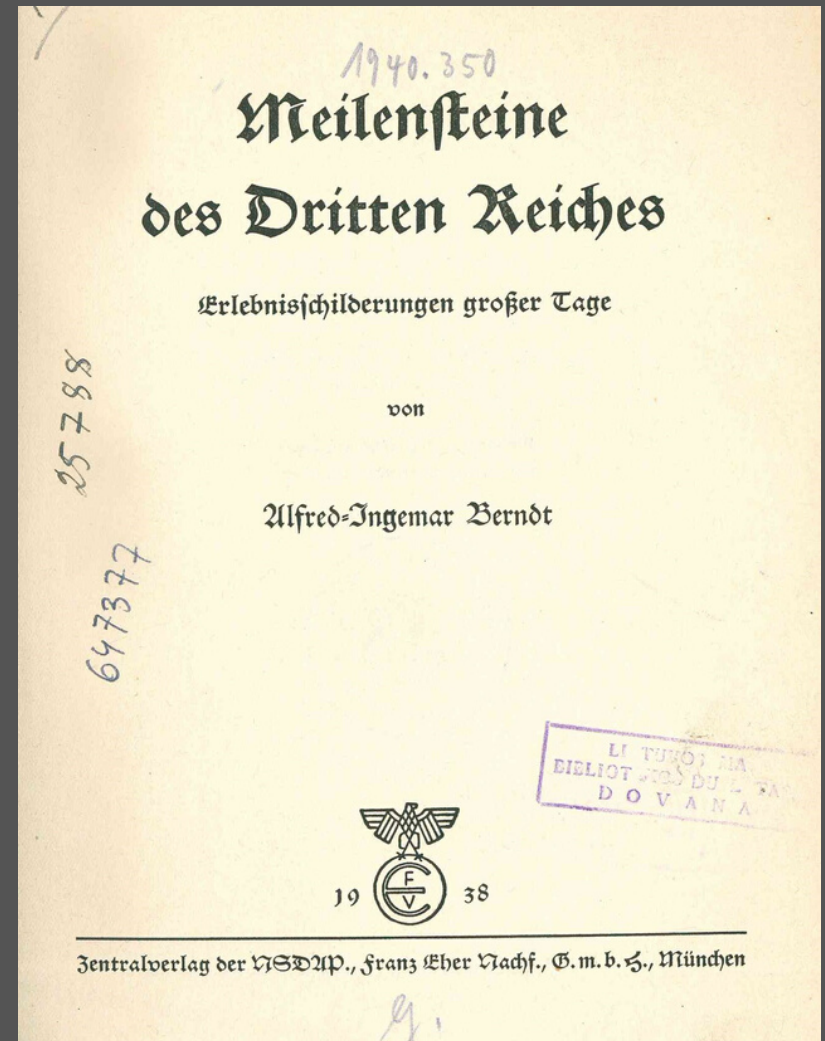 1940.350
Meilensteine
des Dritten Reiches
Erlebnisschilderungen großer Tage
von
Alfred-Ingemar Berndt
25788
647377
DOVANA
19 38
F
E
V
Zentralverlag der NSDAP., Franz Eher Nachf., G.m.b.H., München